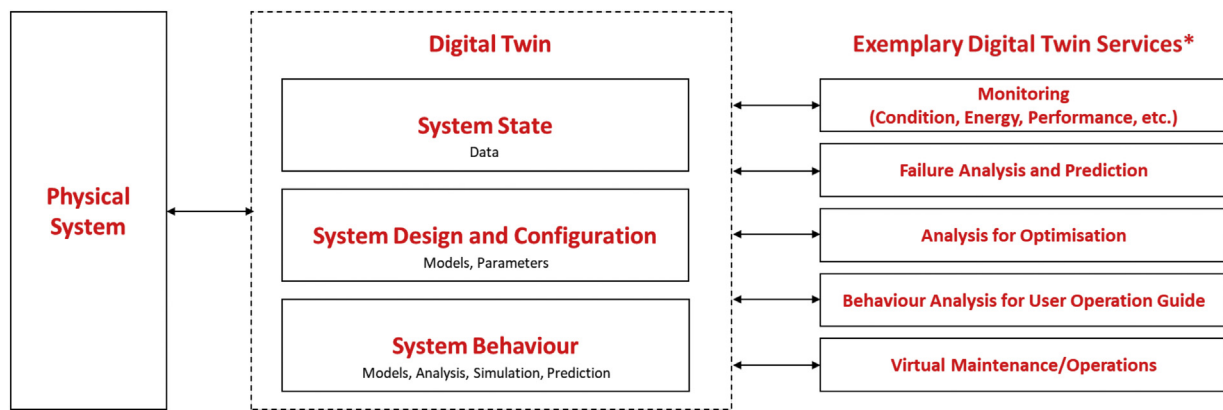 Physical
System
Digital Twin
System State
Data
System Design and Configuration
Models, Parameters
System Behaviour
Models, Analysis, Simulation, Prediction
Exemplary Digital Twin Services*
Monitoring
(Condition, Energy, Performance, etc.)
Failure Analysis and Prediction
Analysis for Optimisation
Behaviour Analysis for User Operation Guide
Virtual Maintenance/Operations